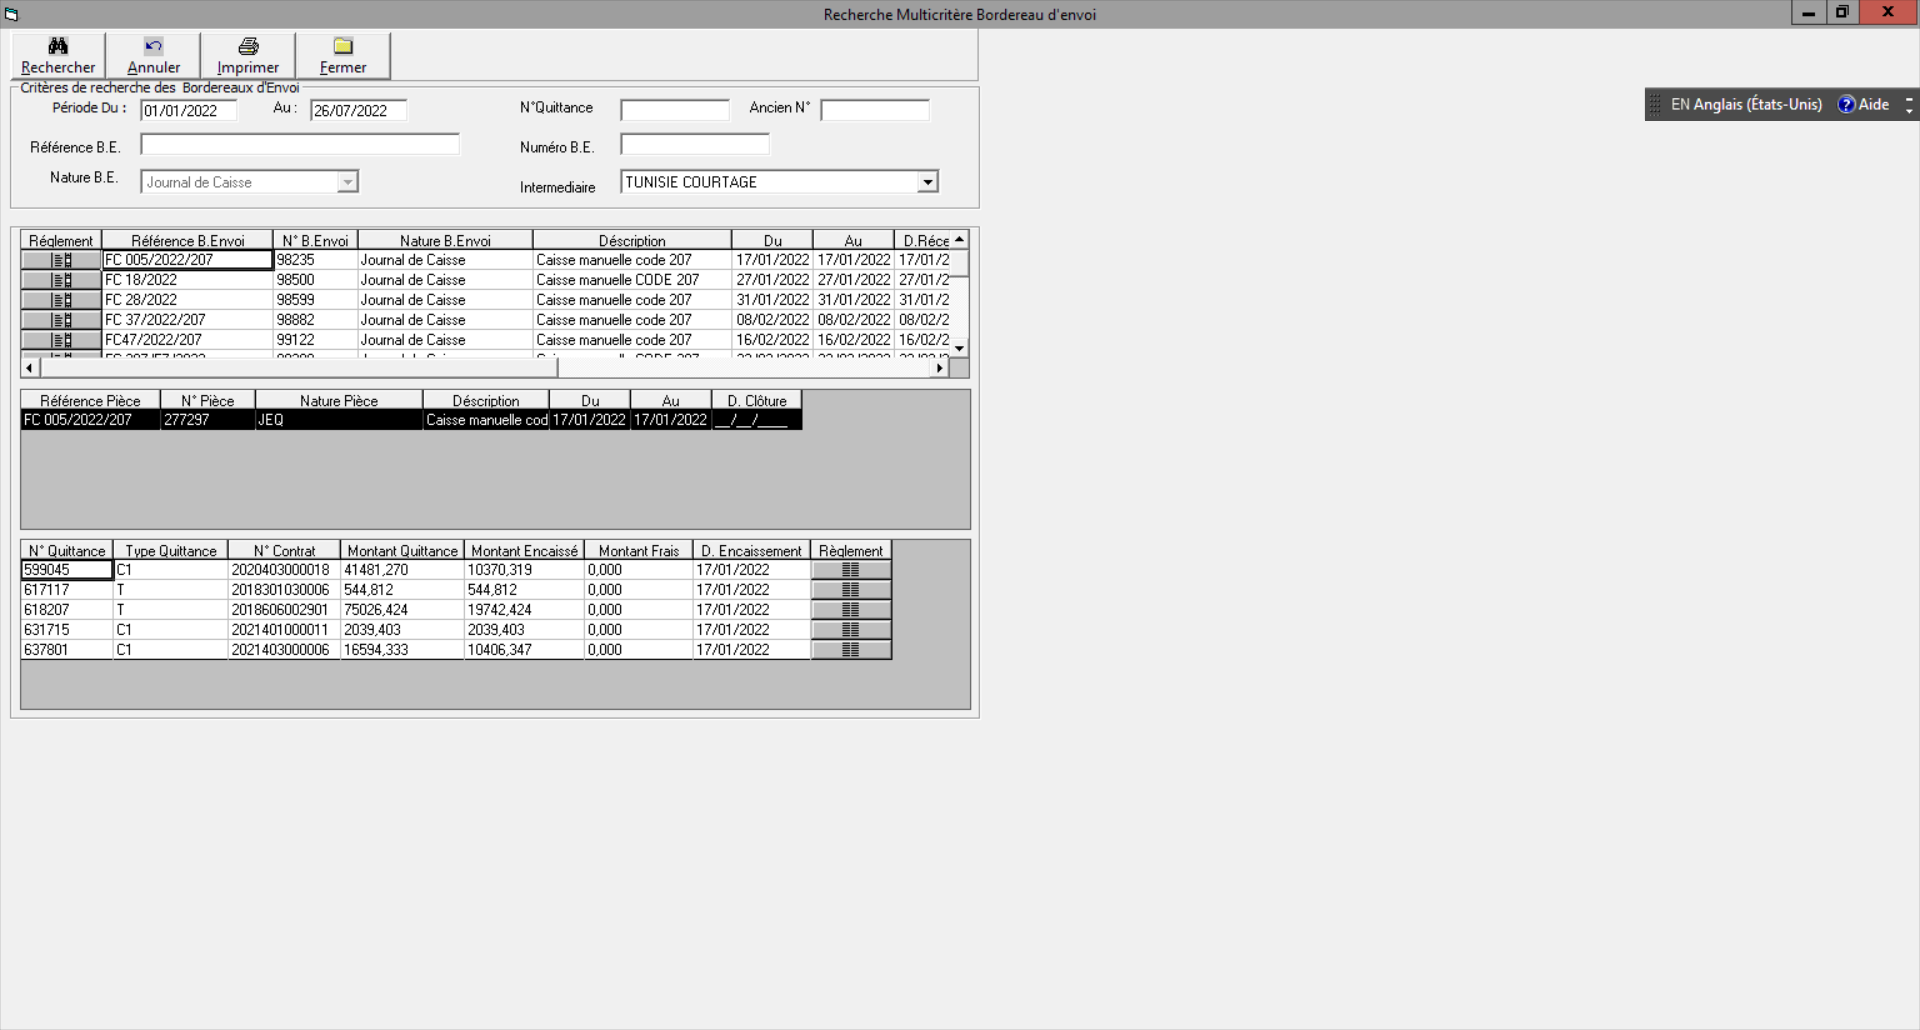 Recherche Multicritère Bordereau d'envoi
Rechercher Annuler Imprimer Fermer
Critères de recherche des Bordereaux d'Envoi
Période Du : 01/01/2022 Au : 26/07/2022 N°Quittance Ancien N°
EN Anglais (États-Unis) ? Aide
Référence B.E. Numéro B.E.
Nature B.E. Journal de Caisse Intermediaire TUNISIE COURTAGE
Réglement Référence B.Envoi N° B.Envoi Nature B.Envoi Déscription Du Au D.Réce
FC 005/2022/207 98235 Journal de Caisse Caisse manuelle code 207 17/01/2022 17/01/2022 17/01/2
FC 18/2022 98500 Journal de Caisse Caisse manuelle CODE 207 27/01/2022 27/01/2022 27/01/2
FC 28/2022 98599 Journal de Caisse Caisse manuelle code 207 31/01/2022 31/01/2022 31/01/2
FC 37/2022/207 98882 Journal de Caisse Caisse manuelle code 207 08/02/2022 08/02/2022 08/02/2
FC47/2022/207 99122 Journal de Caisse Caisse manuelle code 207 16/02/2022 16/02/2022 16/02/2
Référence Pièce N° Pièce Nature Pièce Déscription Du Au D. Clôture
FC 005/2022/207 277297 JEQ Caisse manuelle cod 17/01/2022 17/01/2022 __/__/____
N° Quittance Type Quittance N° Contrat Montant Quittance Montant Encaissé Montant Frais D. Encaissement Règlement
599045 C1 2020403000018 41481,270 10370,319 0,000 17/01/2022
617117 T 2018301030006 544,812 544,812 0,000 17/01/2022
618207 T 2018606002901 75026,424 19742,424 0,000 17/01/2022
631715 C1 2021401000011 2039,403 2039,403 0,000 17/01/2022
637801 C1 2021403000006 16594,333 10406,347 0,000 17/01/2022